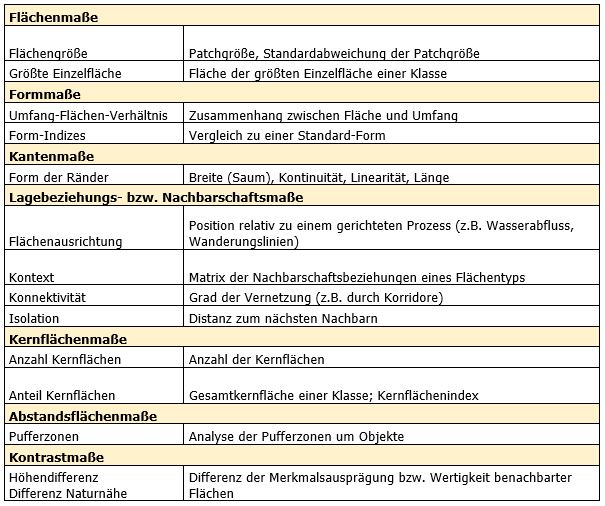 Flächenmaße
Flächengröße Patchgröße, Standardabweichung der Patchgröße
Größte Einzelfläche Fläche der größten Einzelfläche einer Klasse
Formmaße
Umfang-Flächen-Verhältnis Zusammenhang zwischen Fläche und Umfang
Form-Indizes Vergleich zu einer Standard-Form
Kantenmaße
Form der Ränder Breite (Saum), Kontinuität, Linearität, Länge
Lagebeziehungs- bzw. Nachbarschaftsmaße
Flächenausrichtung Position relativ zu einem gerichteten Prozess (z.B. Wasserabfluss,
Wanderungslinien)
Kontext Matrix der Nachbarschaftsbeziehungen eines Flächentyps
Konnektivität Grad der Vernetzung (z.B. durch Korridore)
Isolation Distanz zum nächsten Nachbarn
Kernflächenmaße
Anzahl Kernflächen Anzahl der Kernflächen
Anteil Kernflächen Gesamtkernfläche einer Klasse; Kernflächenindex
Abstandsflächenmaße
Pufferzonen Analyse der Pufferzonen um Objekte
Kontrastmaße
Höhendifferenz Differenz der Merkmalsausprägung bzw. Wertigkeit benachbarter
Differenz Naturnähe Flächen